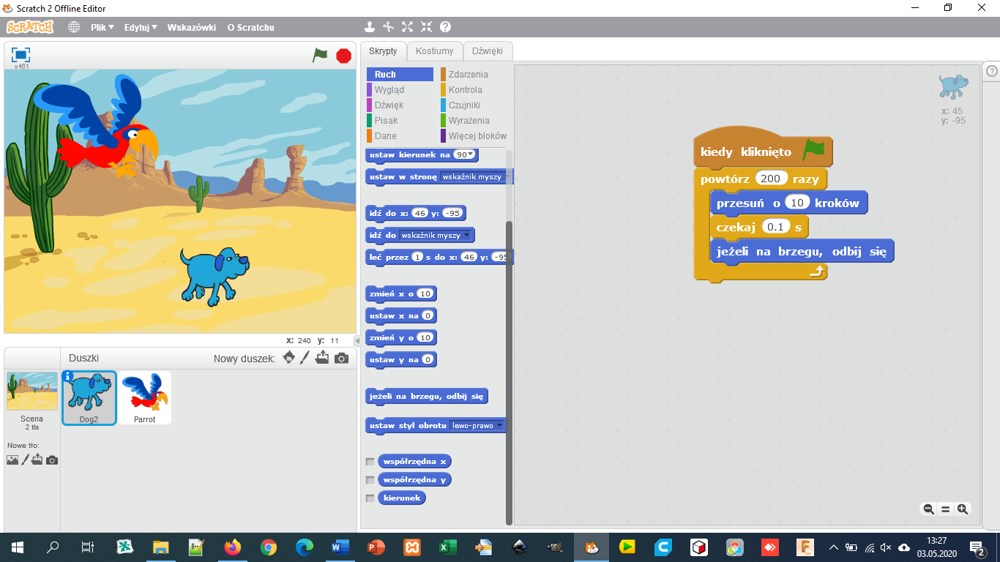 Scratch 2 Offline Editor
SCRATCH Plik Edytuj Wskazówki O Scratchu
v461
Skrypty Kostiumy Dźwięki
Ruch Zdarzenia
Wygląd Kontrola
Dźwięk Czujniki
Pisak Wyrażenia
Dane Więcej bloków
ustaw kierunek na 90
ustaw w stronę wskaźnik myszy
idź do x: 46 y: -95
idź do wskaźnik myszy
leć przez 1 s do x: 46 y: -95
zmień x o 10
ustaw x na 0
zmień y o 10
ustaw y na 0
jeżeli na brzegu, odbij się
ustaw styl obrotu lewo-prawo
współrzędna x
współrzędna y
kierunek
x: 45
y: -95
kiedy kliknięto
powtórz 200 razy
przesuń o 10 kroków
czekaj 0.1 s
jeżeli na brzegu, odbij się
x: 240 y: 11
Duszki Nowy duszek:
Scena
2 tła
Nowe tło:
Dog2
Parrot
13:27
03.05.2020
2